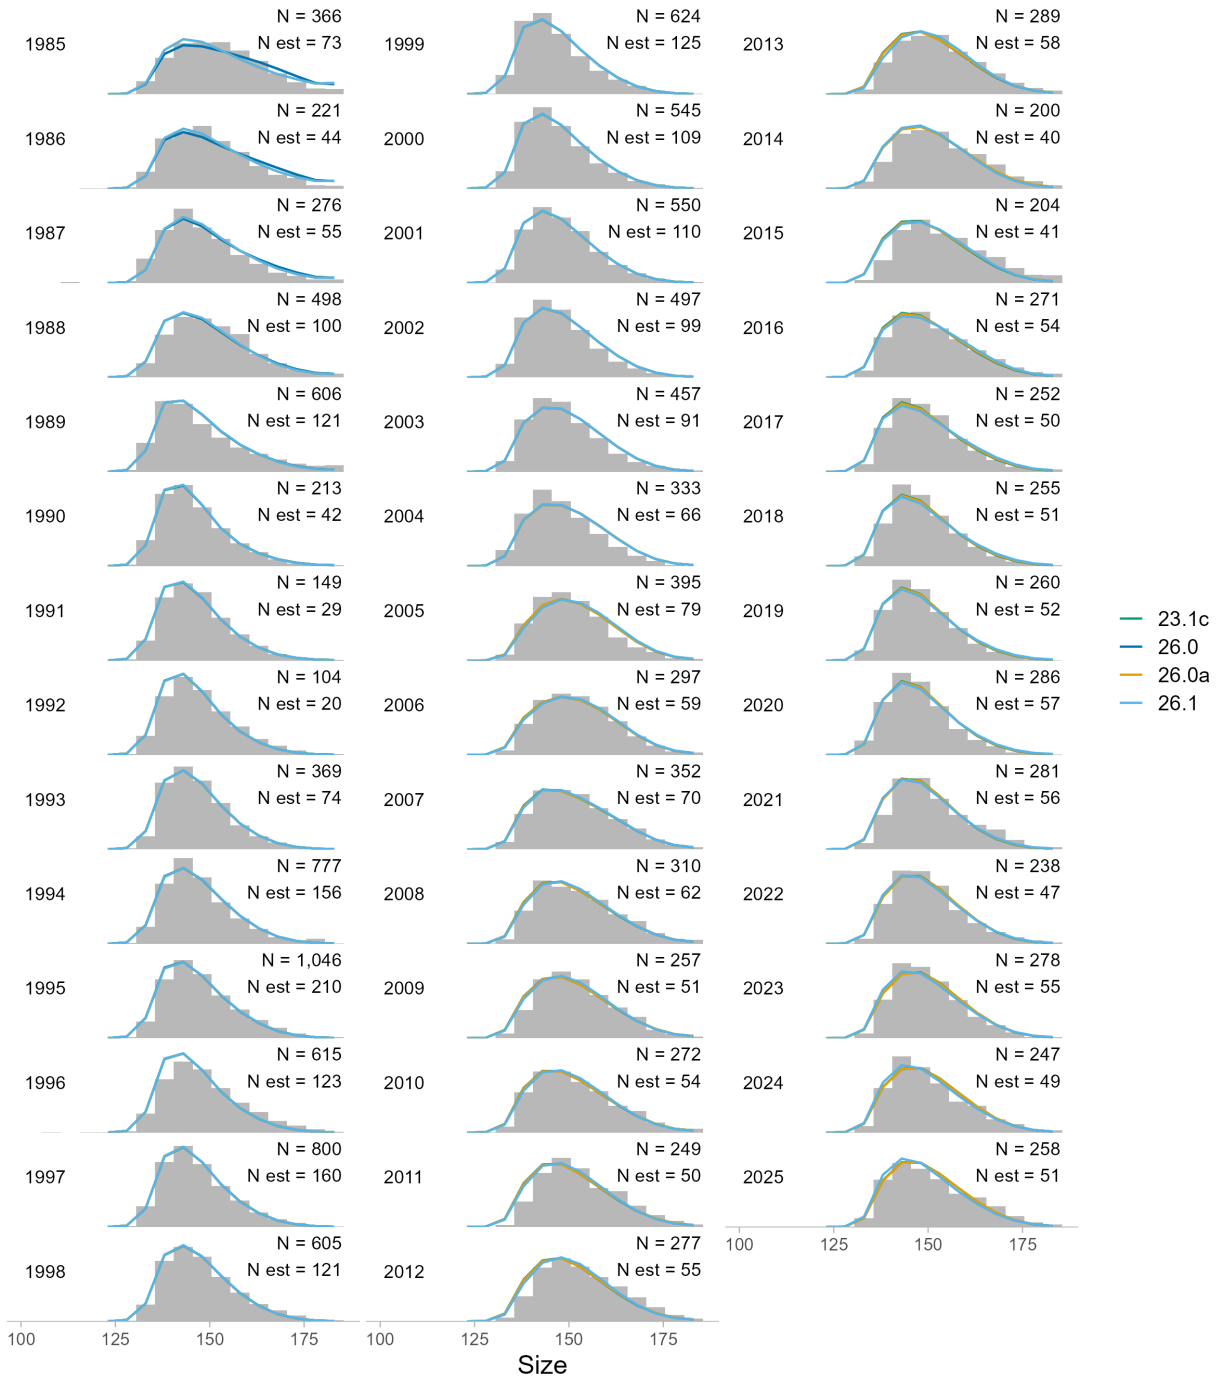 1985
N = 366
N est = 73
1986
N = 221
N est = 44
1987
N = 276
N est = 55
1988
N = 498
N est = 100
1989
N = 606
N est = 121
1990
N = 213
N est = 42
1991
N = 149
N est = 29
1992
N = 104
N est = 20
1993
N = 369
N est = 74
1994
N = 777
N est = 156
1995
N = 1,046
N est = 210
1996
N = 615
N est = 123
1997
N = 800
N est = 160
1998
N = 605
N est = 121
100 125 150 175
1999
N = 624
N est = 125
2000
N = 545
N est = 109
2001
N = 550
N est = 110
2002
N = 497
N est = 99
2003
N = 457
N est = 91
2004
N = 333
N est = 66
2005
N = 395
N est = 79
2006
N = 297
N est = 59
2007
N = 352
N est = 70
2008
N = 310
N est = 62
2009
N = 257
N est = 51
2010
N = 272
N est = 54
2011
N = 249
N est = 50
2012
N = 277
N est = 55
100 125 150 175
2013
N = 289
N est = 58
2014
N = 200
N est = 40
2015
N = 204
N est = 41
2016
N = 271
N est = 54
2017
N = 252
N est = 50
2018
N = 255
N est = 51
2019
N = 260
N est = 52
2020
N = 286
N est = 57
2021
N = 281
N est = 56
2022
N = 238
N est = 47
2023
N = 278
N est = 55
2024
N = 247
N est = 49
2025
N = 258
N est = 51
100 125 150 175
Size
23.1c
26.0
26.0a
26.1